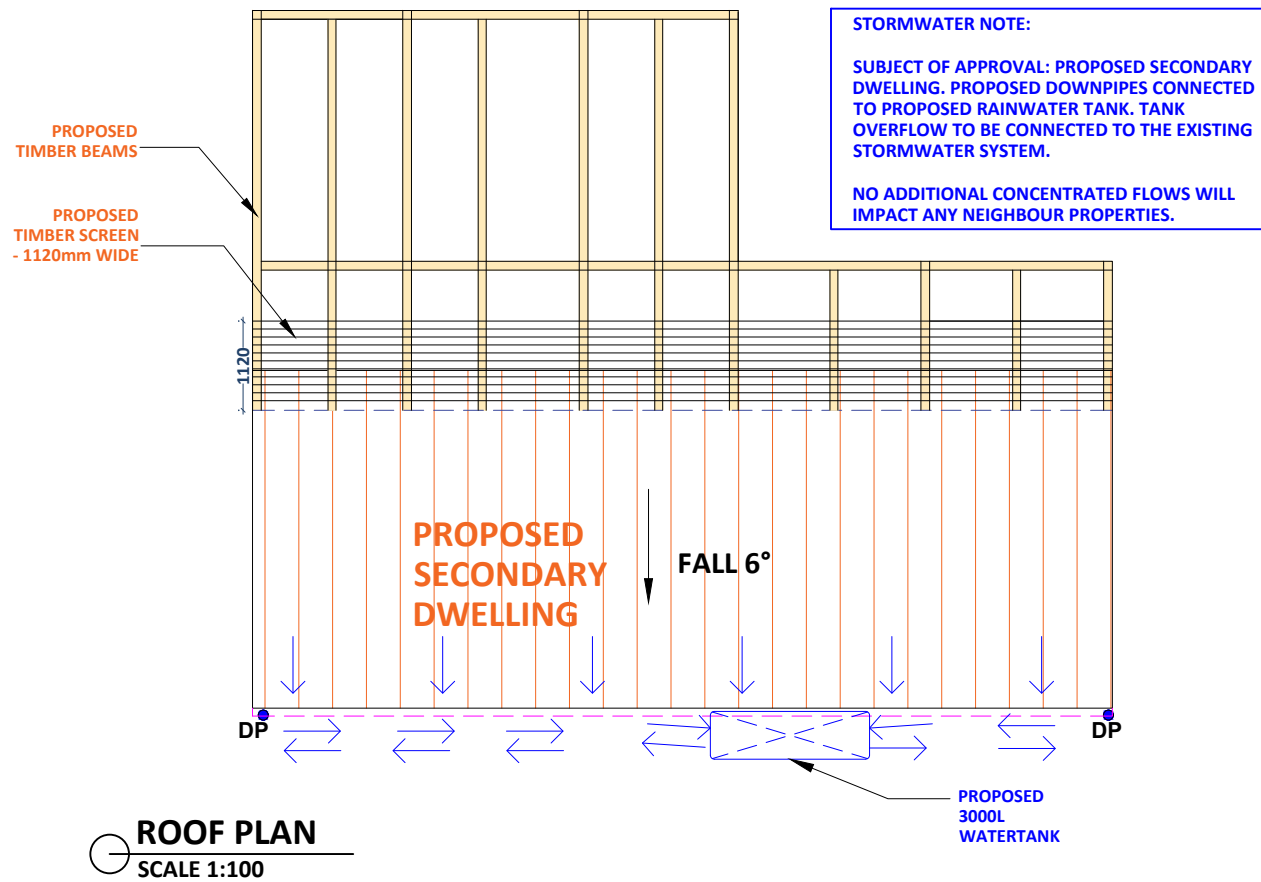 STORMWATER NOTE:
SUBJECT OF APPROVAL: PROPOSED SECONDARY
DWELLING. PROPOSED DOWNPIPES CONNECTED
TO PROPOSED RAINWATER TANK. TANK
OVERFLOW TO BE CONNECTED TO THE EXISTING
STORMWATER SYSTEM.
NO ADDITIONAL CONCENTRATED FLOWS WILL
IMPACT ANY NEIGHBOUR PROPERTIES.
PROPOSED
TIMBER BEAMS
PROPOSED
TIMBER SCREEN
- 1120mm WIDE
1120
PROPOSED
SECONDARY
DWELLING
FALL 6°
DP
DP
PROPOSED
3000L
WATERTANK
ROOF PLAN
SCALE 1:100